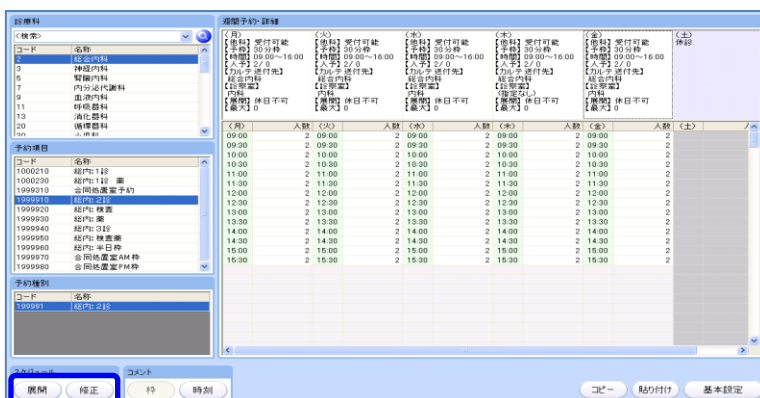 診療科
<検索>
コード 名称
2 総合内科
3 神経内科
5 腎臓内科
7 内分泌代謝科
9 血液内科
11 呼吸器科
13 消化器科
20 循環器科
予約項目
コード 名称
1000210 総内:1診
1000230 総内:1診 薬
1999310 合同処置室予約
1999910 総内:2診
1999920 総内:検査
1999930 総内:薬
1999940 総内:3診
1999950 総内:検査薬
1999960 総内:半日枠
1999970 合同処置室AM枠
1999980 合同処置室PM枠
予約種別
コード 名称
199991 総内:2診
スケジュール
展開 修正
コメント
枠 時刻
週間予約・詳細
(月) (火) (水) (木) (金) (土)
【他科】受付可能 【他科】受付可能 【他科】受付可能 【他科】受付可能 【他科】受付可能 休診
【予枠】30分枠 【予枠】30分枠 【予枠】30分枠 【予枠】30分枠 【予枠】30分枠
【時間】09:00～16:00 【時間】09:00～16:00 【時間】09:00～16:00 【時間】09:00～16:00 【時間】09:00～16:00
【人予】2/0 【人予】2/0 【人予】2/0 【人予】2/0 【人予】2/0
【カルテ送付先】 【カルテ送付先】 【カルテ送付先】 【カルテ送付先】 【カルテ送付先】
総合内科 総合内科 総合内科 総合内科 総合内科
【診察室】 【診察室】 【診察室】 【診察室】 【診察室】
内科 内科 内科 (指定なし) 内科
【展開】休日不可 【展開】休日不可 【展開】休日不可 【展開】休日不可 【展開】休日不可
【最大】0 【最大】0 【最大】0 【最大】0 【最大】0
(月) 人数 (火) 人数 (水) 人数 (木) 人数 (金) 人数 (土)
09:00 2 09:00 2 09:00 2 09:00 2 09:00 2
09:30 2 09:30 2 09:30 2 09:30 2 09:30 2
10:00 2 10:00 2 10:00 2 10:00 2 10:00 2
10:30 2 10:30 2 10:30 2 10:30 2 10:30 2
11:00 2 11:00 2 11:00 2 11:00 2 11:00 2
11:30 2 11:30 2 11:30 2 11:30 2 11:30 2
12:00 2 12:00 2 12:00 2 12:00 2 12:00 2
12:30 2 12:30 2 12:30 2 12:30 2 12:30 2
13:00 2 13:00 2 13:00 2 13:00 2 13:00 2
13:30 2 13:30 2 13:30 2 13:30 2 13:30 2
14:00 2 14:00 2 14:00 2 14:00 2 14:00 2
14:30 2 14:30 2 14:30 2 14:30 2 14:30 2
15:00 2 15:00 2 15:00 2 15:00 2 15:00 2
15:30 2 15:30 2 15:30 2 15:30 2 15:30 2
コピー 貼り付け 基本設定